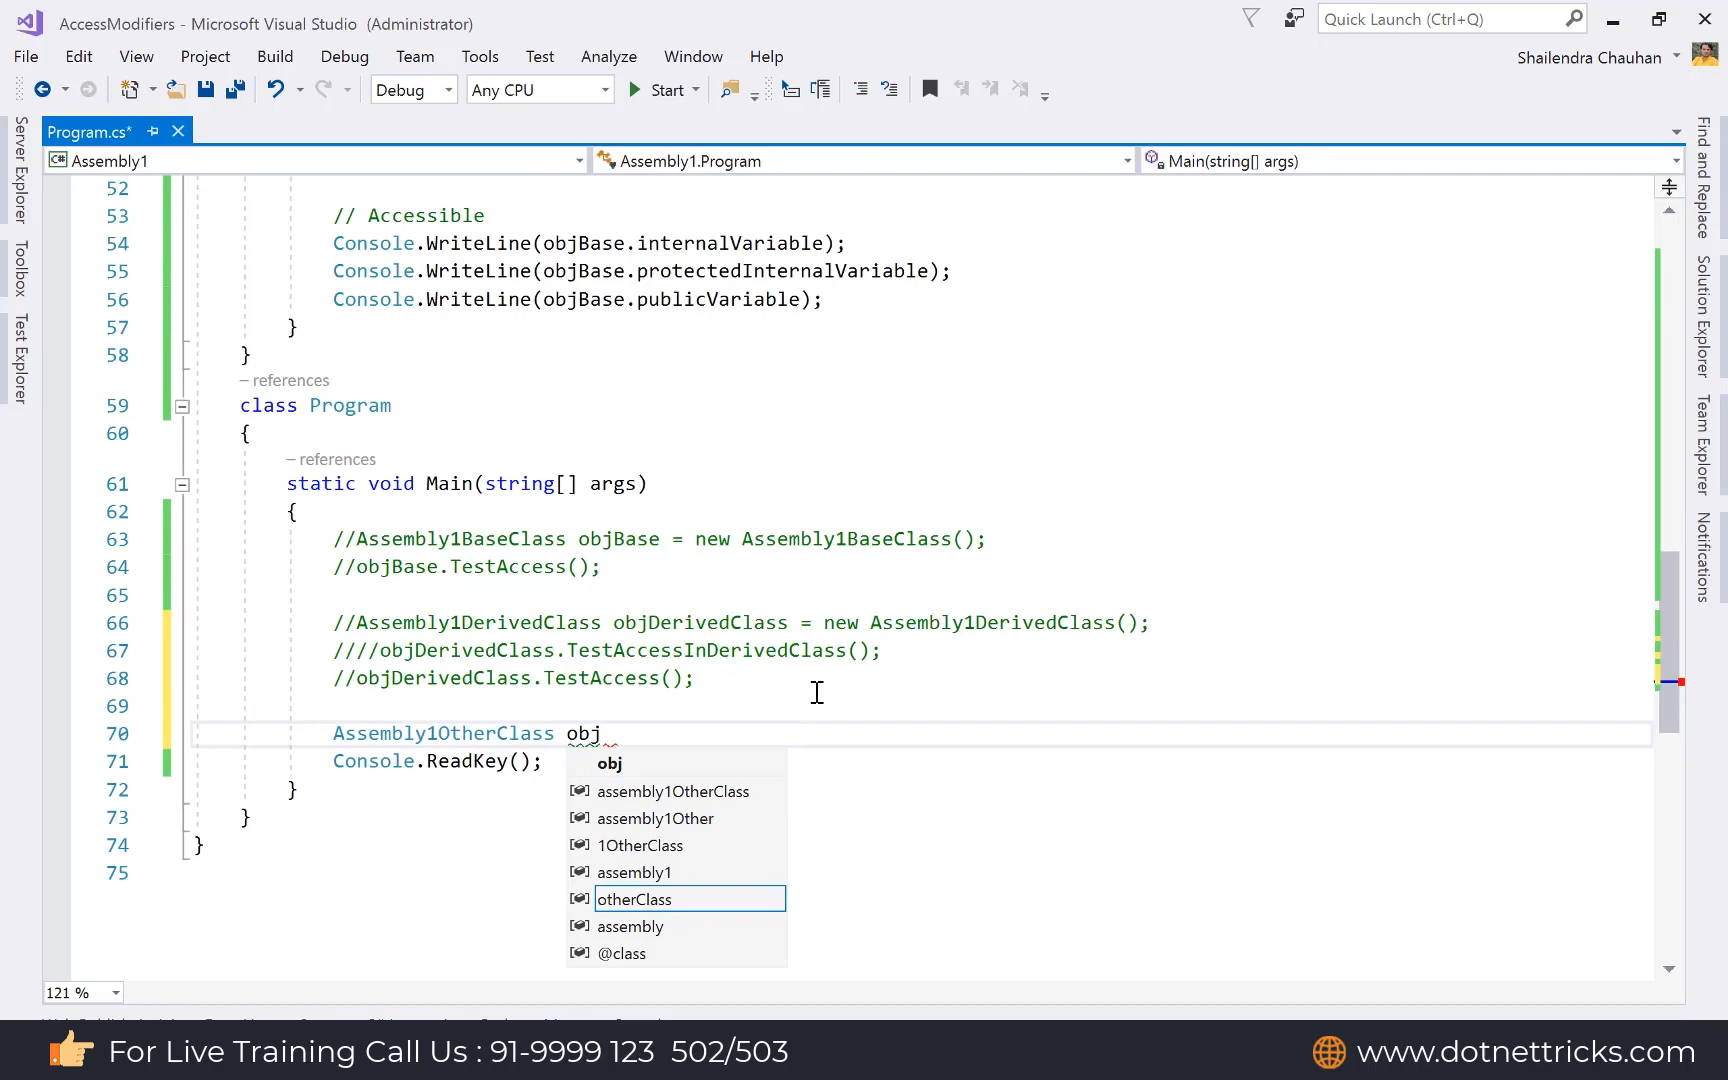 AccessModifiers - Microsoft Visual Studio (Administrator)
Quick Launch (Ctrl+Q)
File Edit View Project Build Debug Team Tools Test Analyze Window Help
Shailendra Chauhan
Debug Any CPU Start
Server Explorer
Toolbox
Test Explorer
Program.cs*
C# Assembly1
Assembly1.Program
Main(string[] args)
52
53 // Accessible
54 Console.WriteLine(objBase.internalVariable);
55 Console.WriteLine(objBase.protectedInternalVariable);
56 Console.WriteLine(objBase.publicVariable);
57 }
58 }
– references
59 class Program
60 {
– references
61 static void Main(string[] args)
62 {
63 //Assembly1BaseClass objBase = new Assembly1BaseClass();
64 //objBase.TestAccess();
65
66 //Assembly1DerivedClass objDerivedClass = new Assembly1DerivedClass();
67 ////objDerivedClass.TestAccessInDerivedClass();
68 //objDerivedClass.TestAccess();
69
70 Assembly1OtherClass obj
71 Console.ReadKey();
72 }
73 }
74 }
75
obj
assembly1OtherClass
assembly1Other
1OtherClass
assembly1
otherClass
assembly
@class
Find and Replace
Solution Explorer
Team Explorer
Notifications
121 %
For Live Training Call Us : 91-9999 123 502/503
www.dotnettricks.com